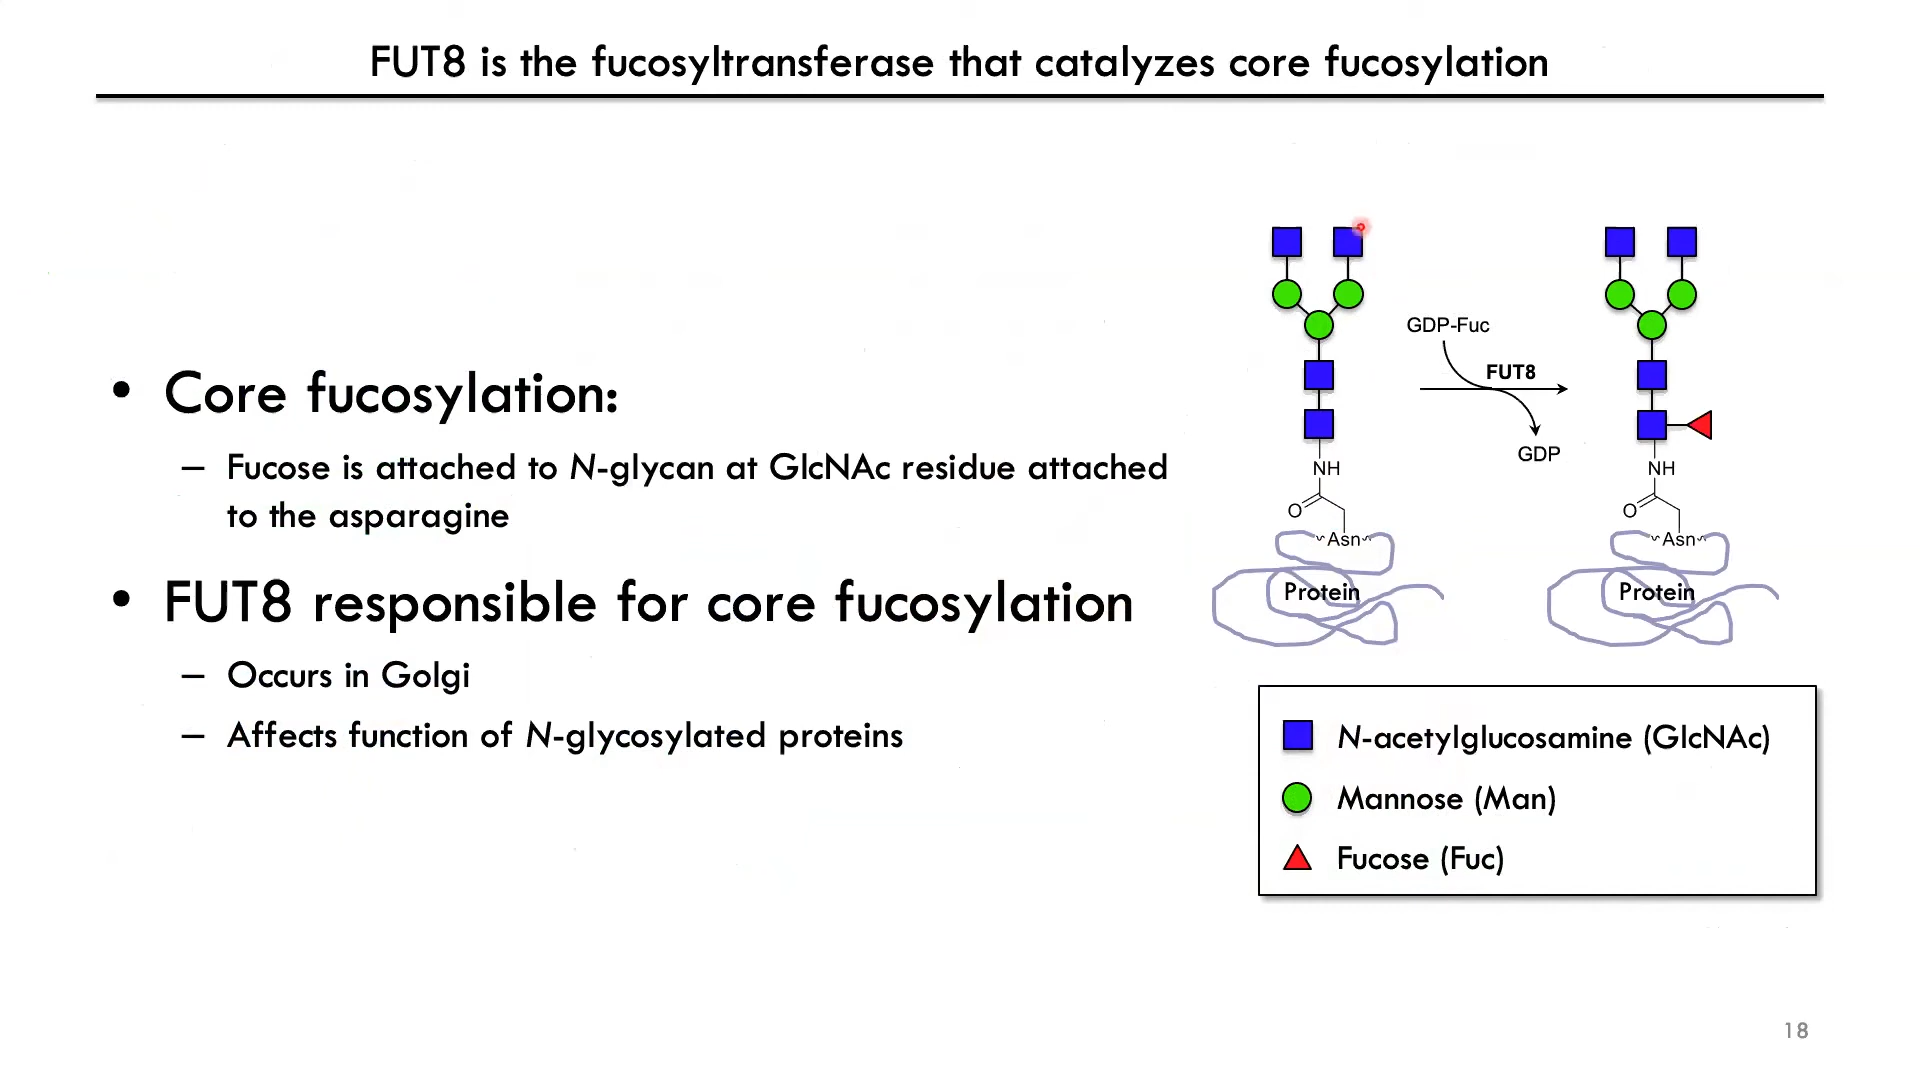 FUT8 is the fucosyltransferase that catalyzes core fucosylation
• Core fucosylation:
– Fucose is attached to N-glycan at GlcNAc residue attached
to the asparagine
• FUT8 responsible for core fucosylation
– Occurs in Golgi
– Affects function of N-glycosylated proteins
GDP-Fuc
FUT8
GDP
NH
O
Asn
Protein
NH
O
Asn
Protein
N-acetylglucosamine (GlcNAc)
Mannose (Man)
Fucose (Fuc)
18